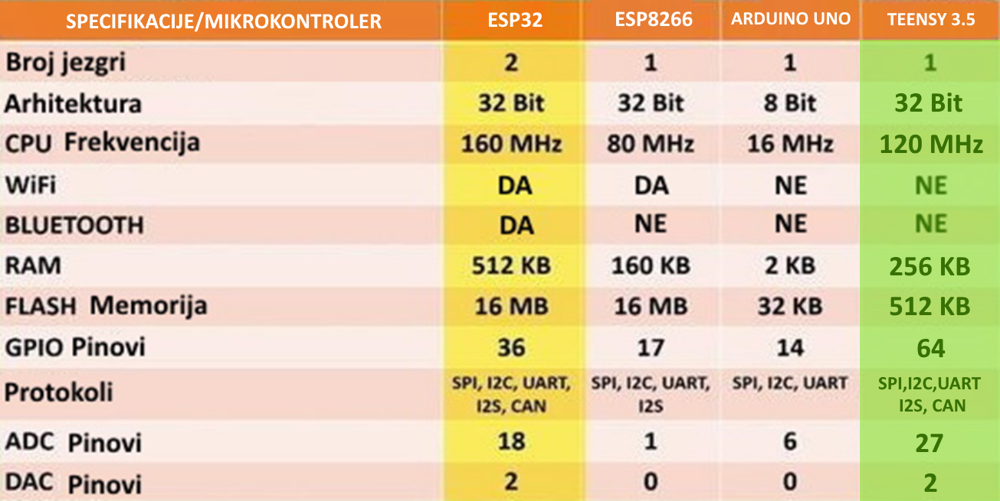 SPECIFIKACIJE/MIKROKONTROLER ESP32 ESP8266 ARDUINO UNO TEENSY 3.5
Broj jezgri 2 1 1 1
Arhitektura 32 Bit 32 Bit 8 Bit 32 Bit
CPU Frekvencija 160 MHz 80 MHz 16 MHz 120 MHz
WiFi DA DA NE NE
BLUETOOTH DA NE NE NE
RAM 512 KB 160 KB 2 KB 256 KB
FLASH Memorija 16 MB 16 MB 32 KB 512 KB
GPIO Pinovi 36 17 14 64
Protokoli SPI, I2C, UART, SPI, I2C, UART, SPI, I2C, UART SPI,I2C,UART
I2S, CAN I2S I2S, CAN
ADC Pinovi 18 1 6 27
DAC Pinovi 2 0 0 2